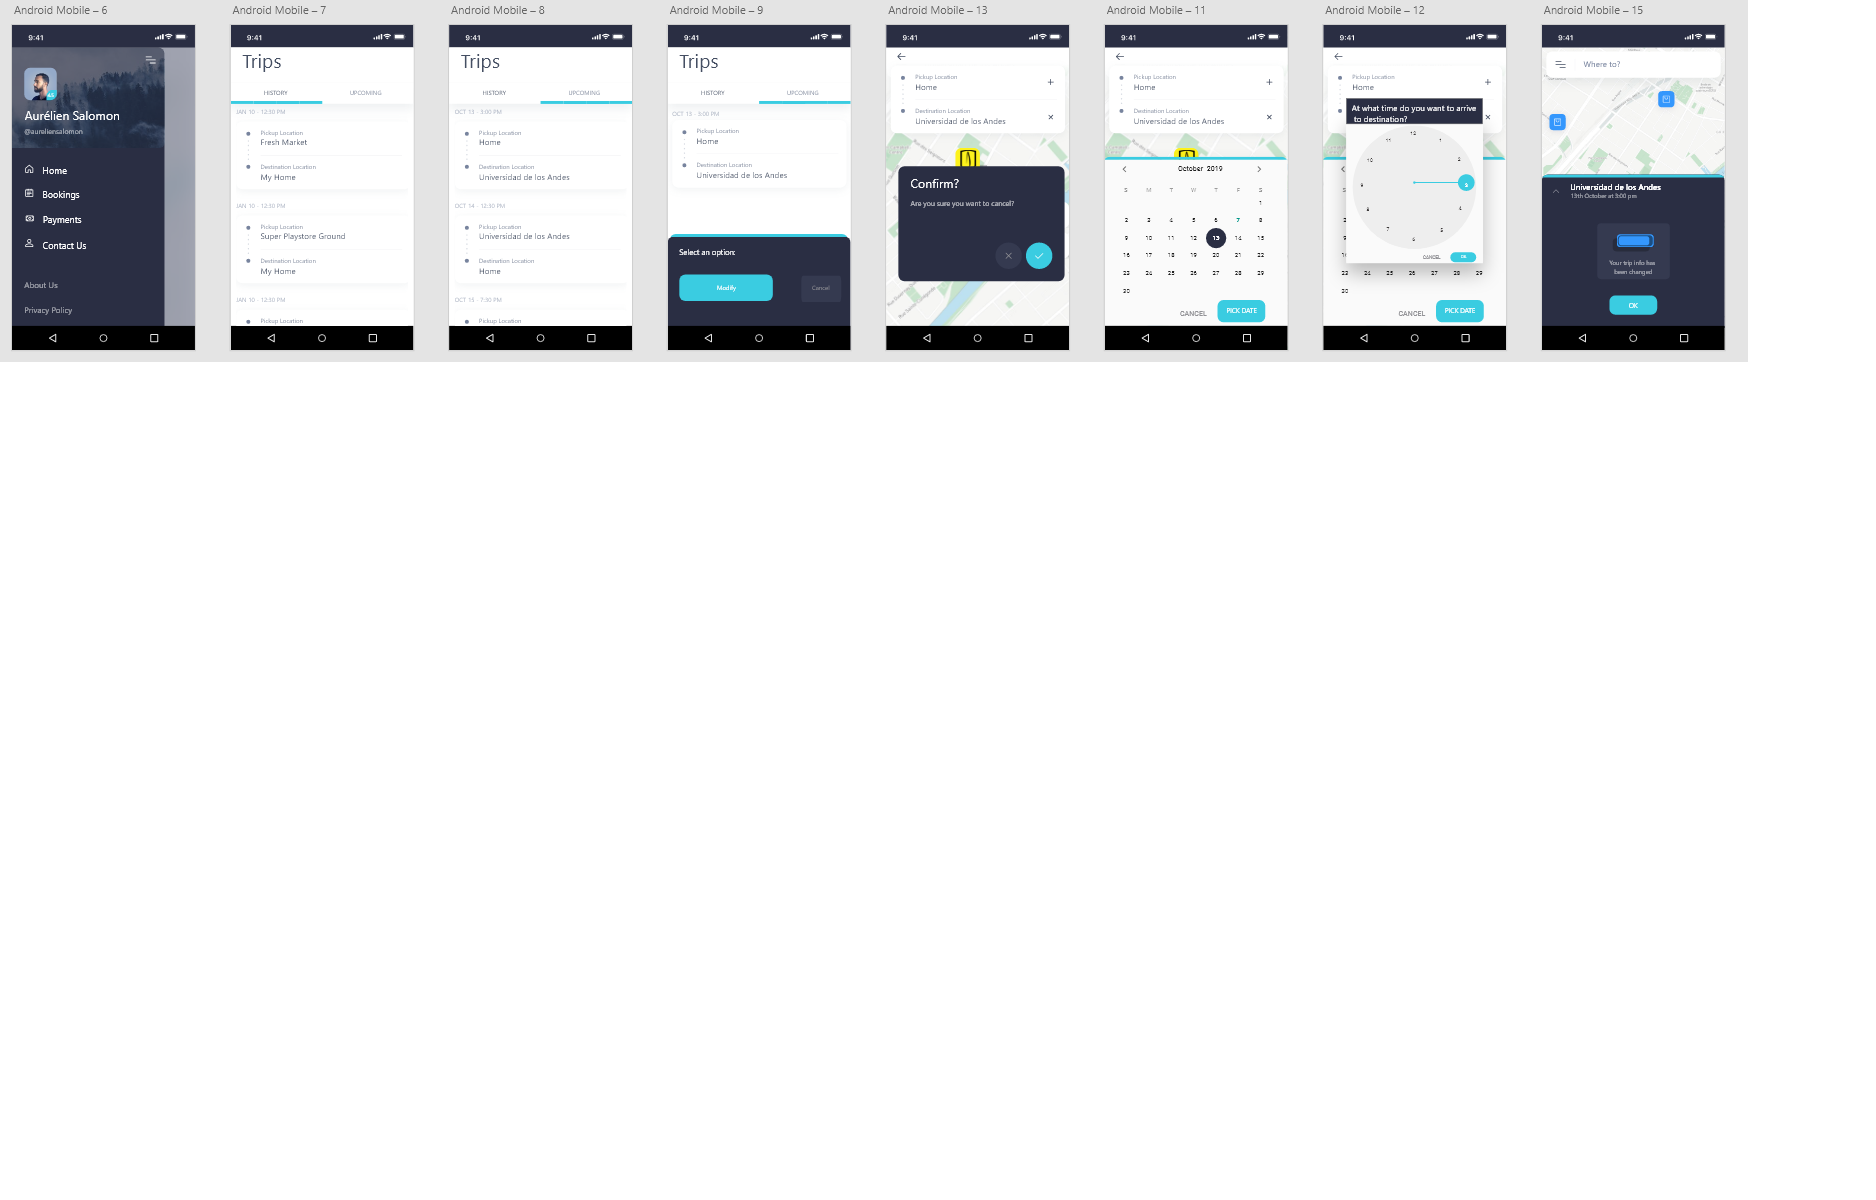 Android Mobile – 6
9:41
Aurélien Salomon
@aureliensalomon
Home
Bookings
Payments
Contact Us
About Us
Privacy Policy
Android Mobile – 7
9:41
Trips
HISTORY
UPCOMING
JAN 10 - 12:30 PM
Pickup Location
Fresh Market
Destination Location
My Home
JAN 10 - 12:30 PM
Pickup Location
Super Playstore Ground
Destination Location
My Home
JAN 10 - 12:30 PM
Pickup Location
Android Mobile – 8
9:41
Trips
HISTORY
UPCOMING
OCT 13 - 3:00 PM
Pickup Location
Home
Destination Location
Universidad de los Andes
OCT 14 - 12:30 PM
Pickup Location
Universidad de los Andes
Destination Location
Home
OCT 15 - 7:30 PM
Pickup Location
Android Mobile – 9
9:41
Trips
HISTORY
UPCOMING
OCT 13 - 3:00 PM
Pickup Location
Home
Destination Location
Universidad de los Andes
Select an option:
Modify
Cancel
Android Mobile – 13
9:41
Pickup Location
Home
Destination Location
Universidad de los Andes
Confirm?
Are you sure you want to cancel?
Android Mobile – 11
9:41
Pickup Location
Home
Destination Location
Universidad de los Andes
October 2019
S M T W T F S
1
2 3 4 5 6 7 8
9 10 11 12 13 14 15
16 17 18 19 20 21 22
23 24 25 26 27 28 29
30
CANCEL
PICK DATE
Android Mobile – 12
9:41
Pickup Location
Home
At what time do you want to arrive
to destination?
12
11 1
10 2
9 3
8 4
7 5
6
CANCEL
OK
23 24 25 26 27 28 29
30
CANCEL
PICK DATE
Android Mobile – 15
9:41
Where to?
Universidad de los Andes
13th October at 3:00 pm
Your trip info has
been changed
OK